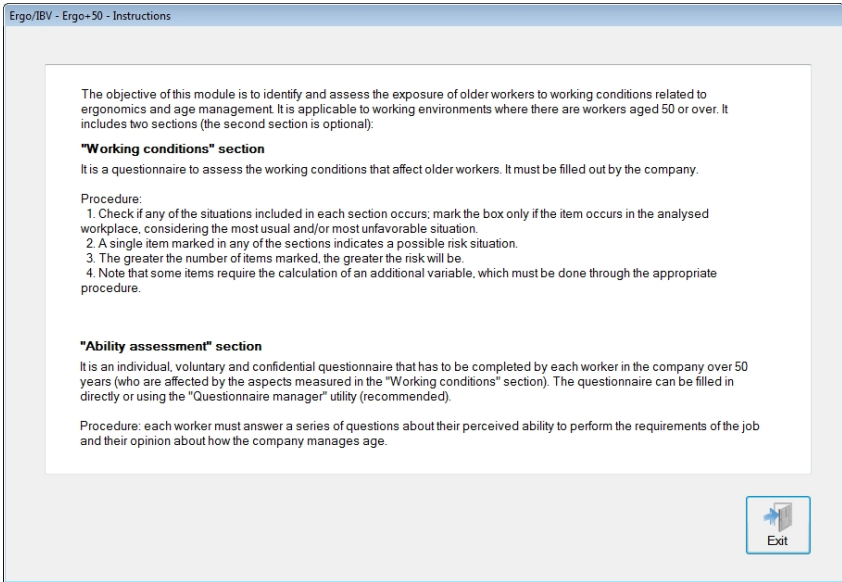 Ergo/IBV - Ergo+50 - Instructions
The objective of this module is to identify and assess the exposure of older workers to working conditions related to
ergonomics and age management. It is applicable to working environments where there are workers aged 50 or over. It
includes two sections (the second section is optional):
"Working conditions" section
It is a questionnaire to assess the working conditions that affect older workers. It must be filled out by the company.
Procedure:
1. Check if any of the situations included in each section occurs; mark the box only if the item occurs in the analysed
workplace, considering the most usual and/or most unfavorable situation.
2. A single item marked in any of the sections indicates a possible risk situation.
3. The greater the number of items marked, the greater the risk will be.
4. Note that some items require the calculation of an additional variable, which must be done through the appropriate
procedure.
"Ability assessment" section
It is an individual, voluntary and confidential questionnaire that has to be completed by each worker in the company over 50
years (who are affected by the aspects measured in the "Working conditions" section). The questionnaire can be filled in
directly or using the "Questionnaire manager" utility (recommended).
Procedure: each worker must answer a series of questions about their perceived ability to perform the requirements of the job
and their opinion about how the company manages age.
Exit